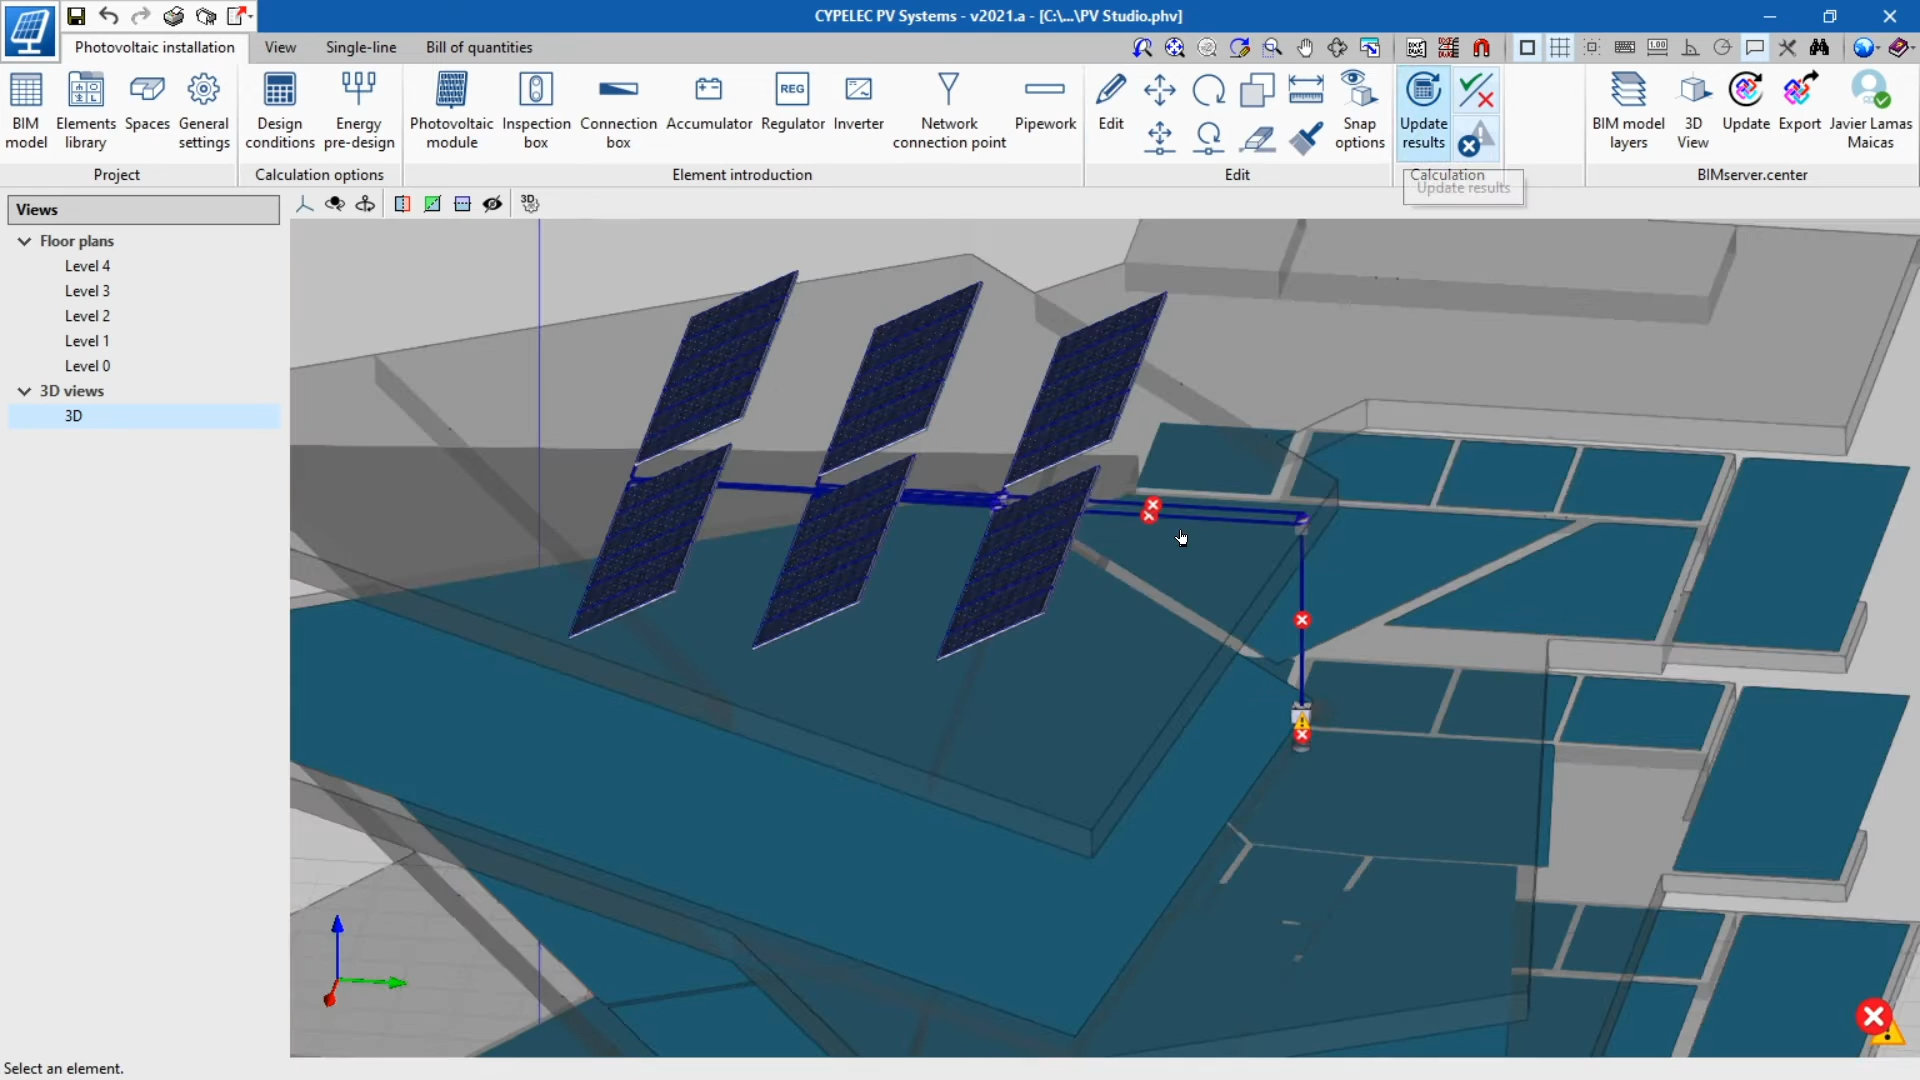 CYPELEC PV Systems - v2021.a - [C:\...\PV Studio.phv]
Photovoltaic installation
View
Single-line
Bill of quantities
BIM
model
Elements
library
Spaces
General
settings
Design
conditions
Energy
pre-design
Photovoltaic
module
Inspection
box
Connection
box
Accumulator
REG
Regulator
Inverter
Network
connection point
Pipework
Edit
Snap
options
Update
results
BIM model
layers
3D
View
Update
Export
Javier Lamas
Maicas
Project
Calculation options
Element introduction
Edit
Calculation
BIMserver.center
Update results
Views
3D
Floor plans
Level 4
Level 3
Level 2
Level 1
Level 0
3D views
3D
Select an element.